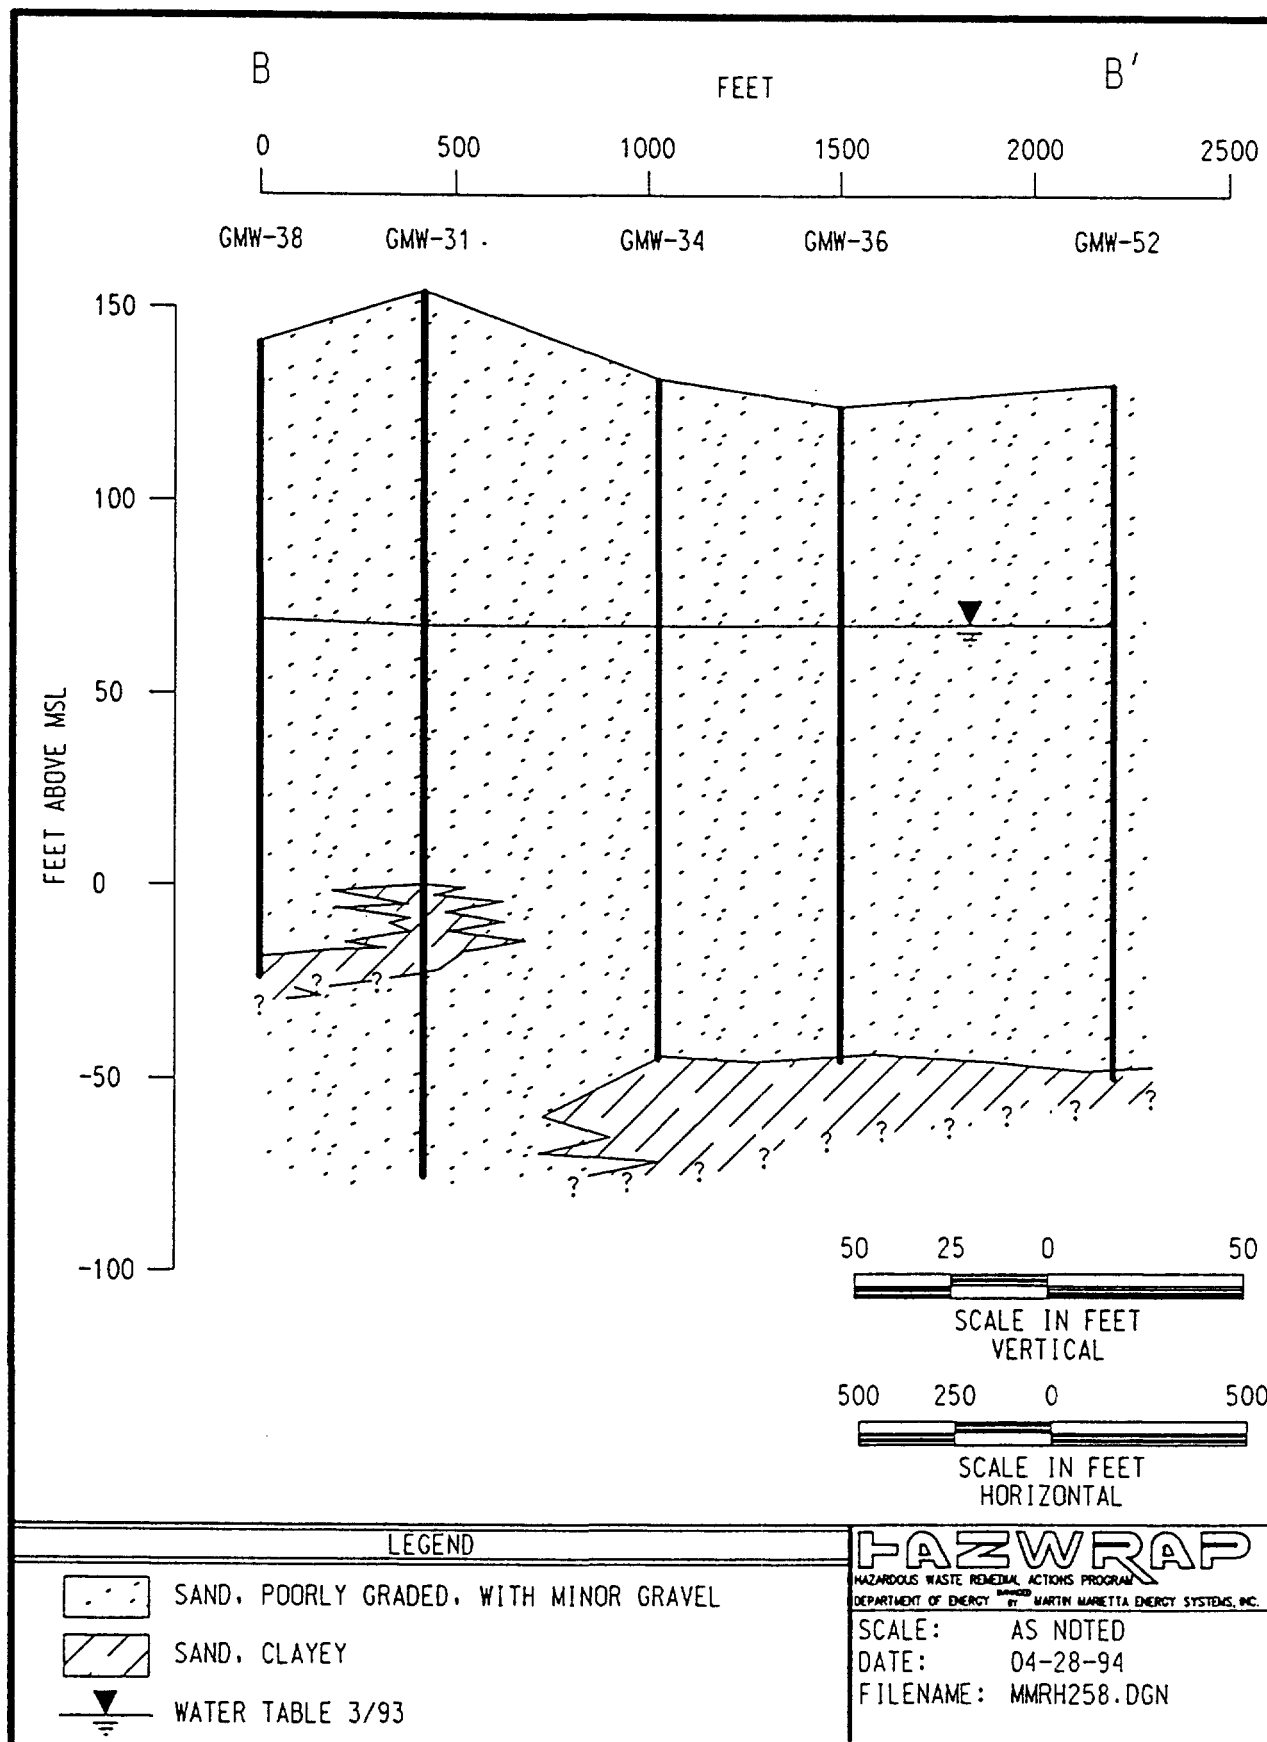 B B′
FEET
0 500 1000 1500 2000 2500
GMW-38 GMW-31 . GMW-34 GMW-36 GMW-52
150
100
50
0
-50
-100
FEET ABOVE MSL
? ? ?
? ? ? ? ? ? ? ? ? ?
50 25 0 50
SCALE IN FEET
VERTICAL
500 250 0 500
SCALE IN FEET
HORIZONTAL
LEGEND
SAND, POORLY GRADED, WITH MINOR GRAVEL
SAND, CLAYEY
WATER TABLE 3/93
HAZWRAP
HAZARDOUS WASTE REMEDIAL ACTIONS PROGRAM
DEPARTMENT OF ENERGY MANAGED BY MARTIN MARIETTA ENERGY SYSTEMS, INC.
SCALE: AS NOTED
DATE: 04-28-94
FILENAME: MMRH258.DGN